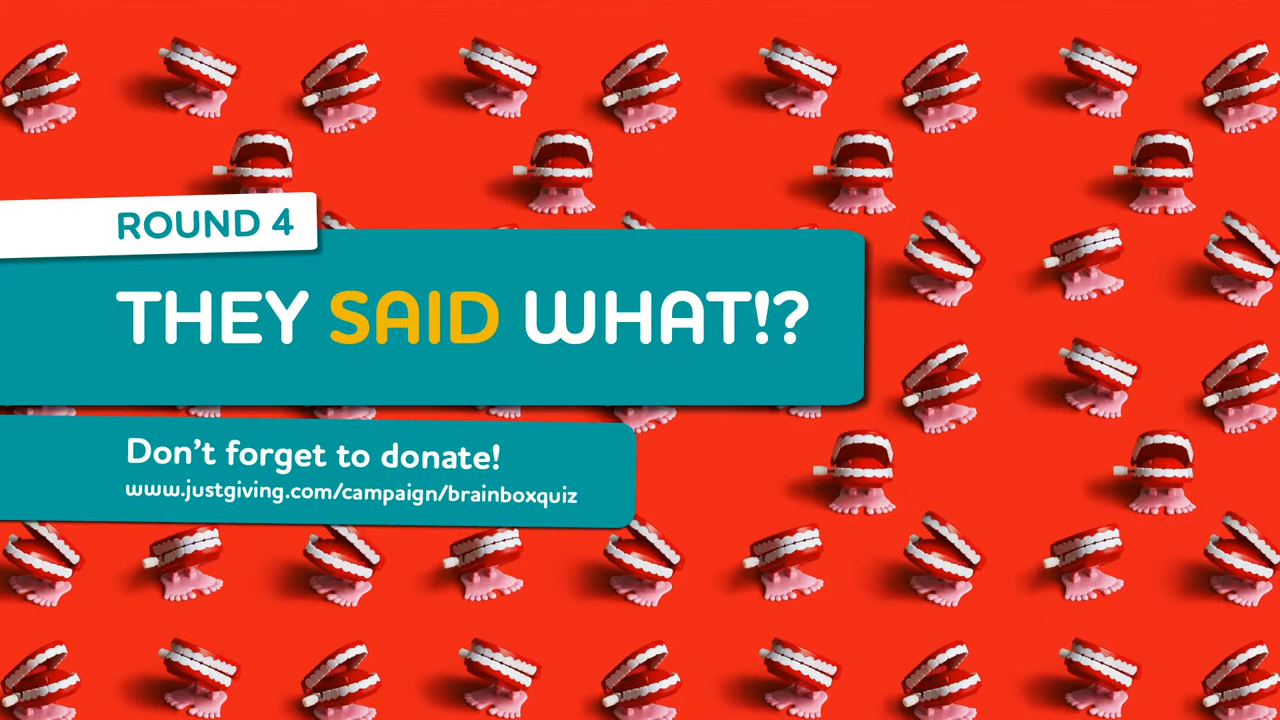 ROUND 4
THEY SAID WHAT!?
Don't forget to donate!
www.justgiving.com/campaign/brainboxquiz